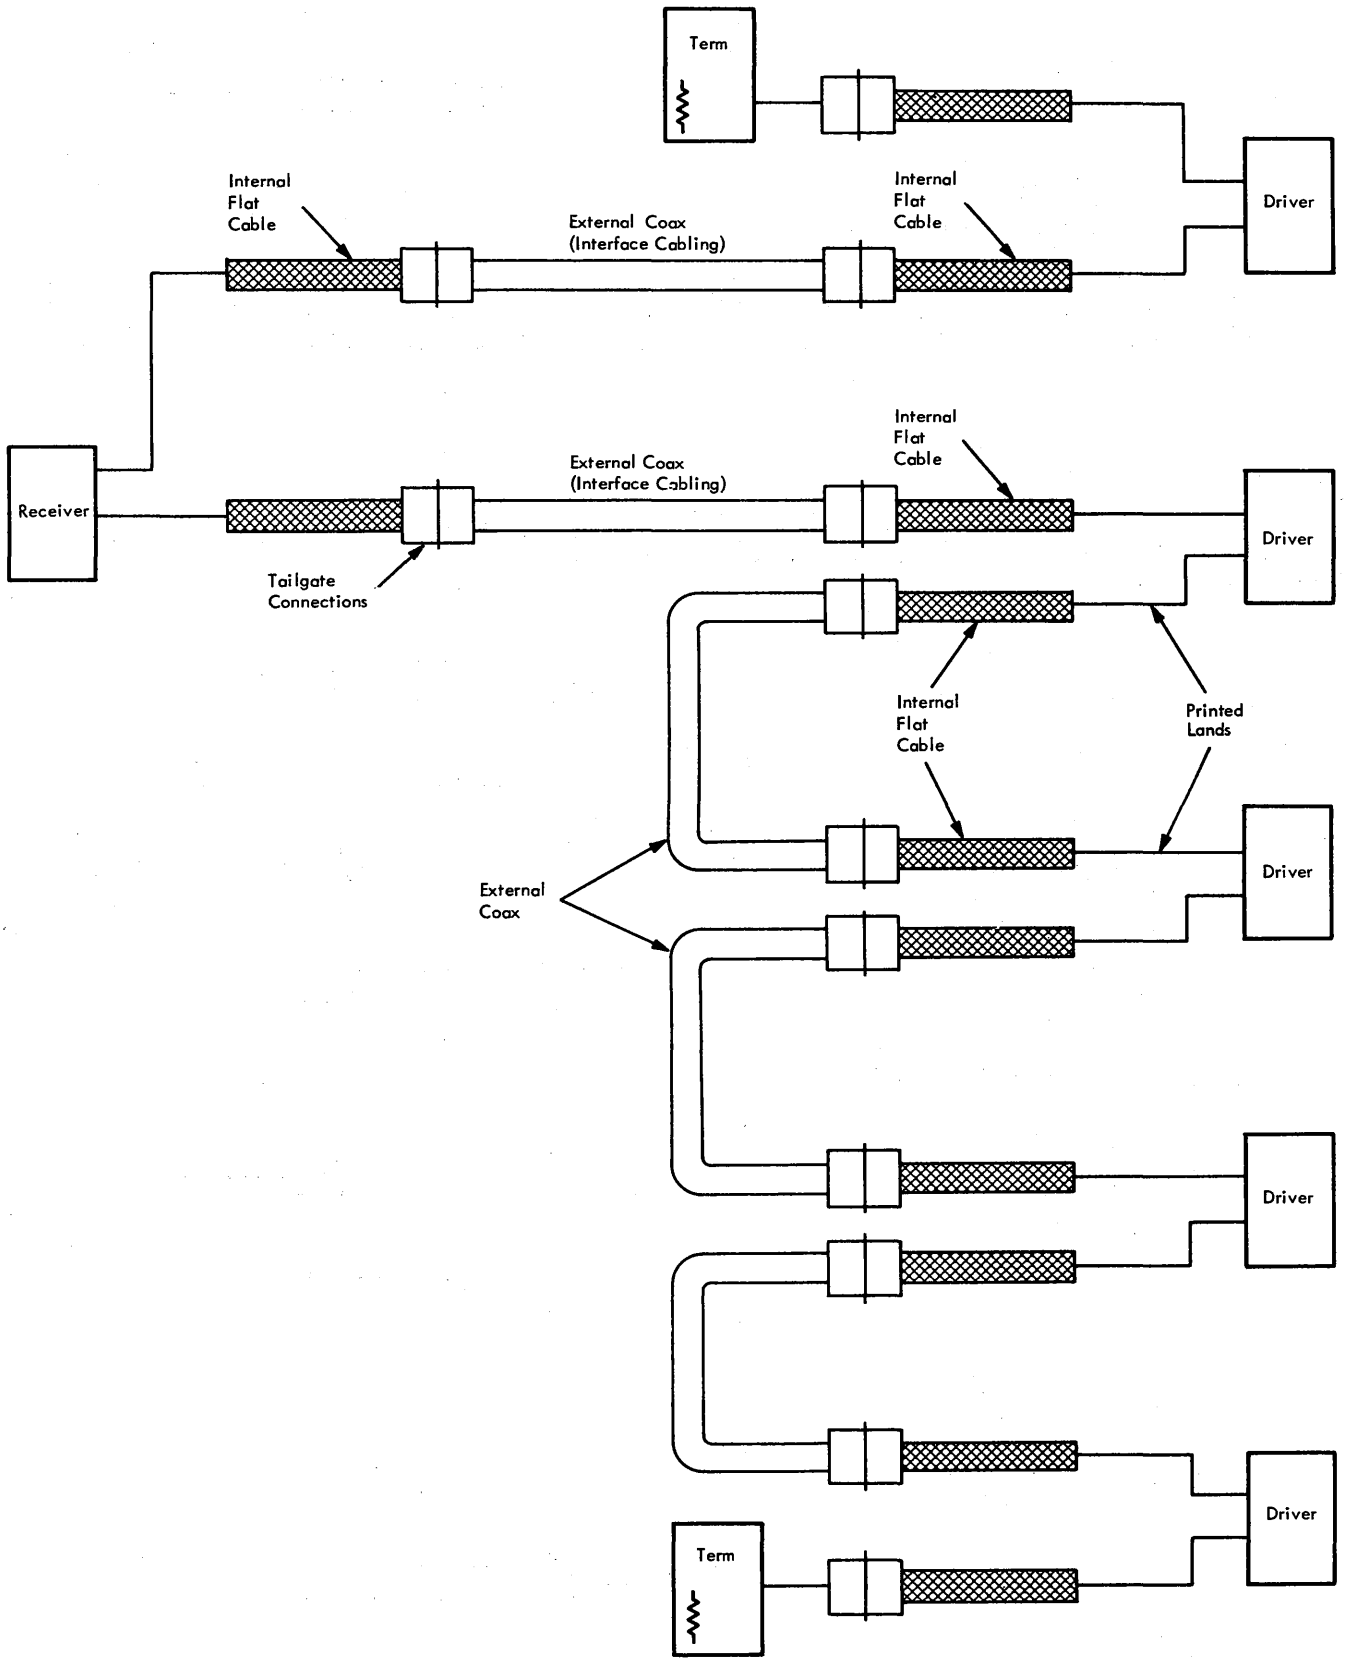 Term
Internal
Flat
Cable
External Coax
(Interface Cabling)
Internal
Flat
Cable
Driver
Internal
Flat
Cable
External Coax
(Interface Cabling)
Receiver
Driver
Tailgate
Connections
Internal
Flat
Cable
Printed
Lands
External
Coax
Driver
Driver
Driver
Term